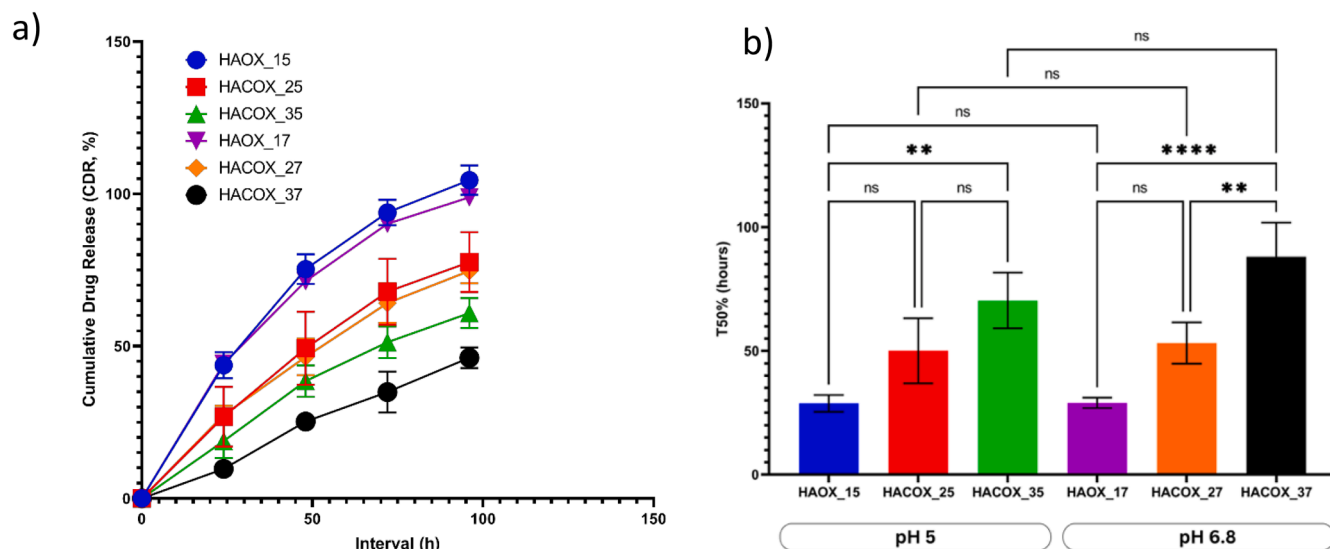 a)
150
100
50
0
Cumulative Drug Release (CDR, %)
HAOX_15
HACOX_25
HACOX_35
HAOX_17
HACOX_27
HACOX_37
0
50
100
150
Interval (h)
b)
ns
ns
ns
**
****
ns
ns
ns
**
150
100
50
0
T50% (hours)
HAOX_15
HACOX_25
HACOX_35
HAOX_17
HACOX_27
HACOX_37
pH 5
pH 6.8